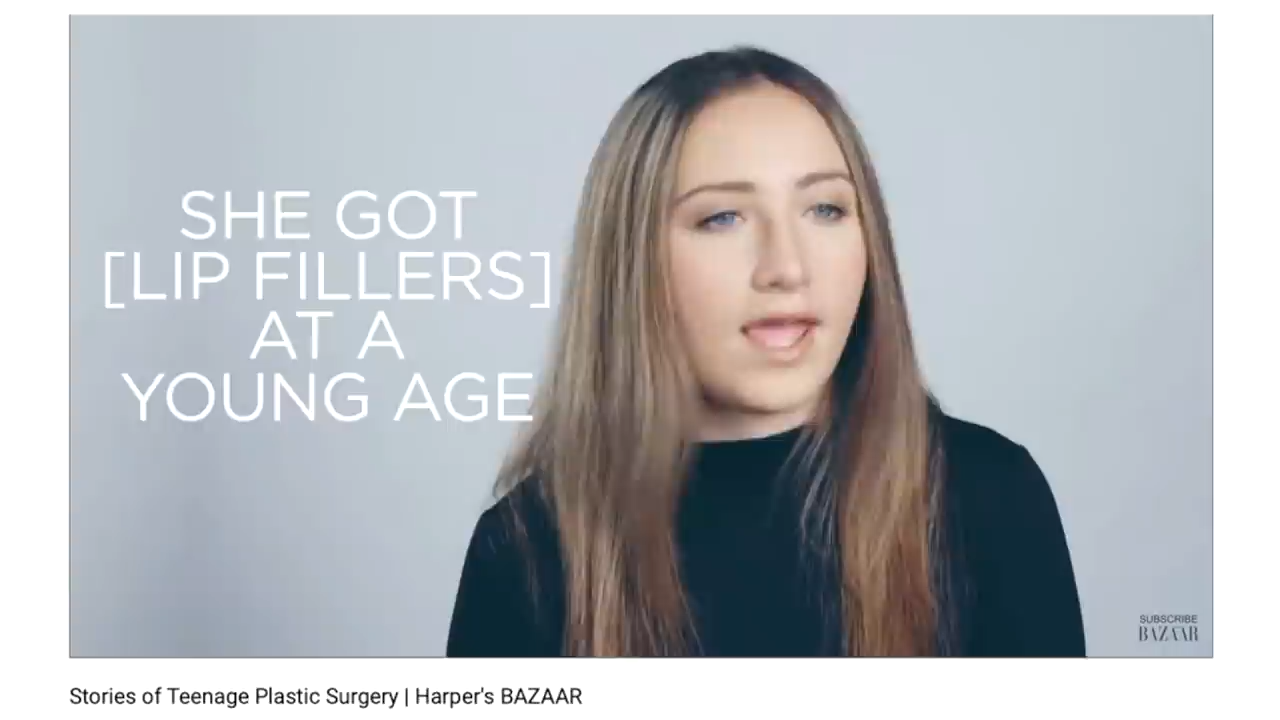 SHE GOT
[LIP FILLERS]
AT A
YOUNG AGE
SUBSCRIBE
BAZAAR
Stories of Teenage Plastic Surgery | Harper's BAZAAR